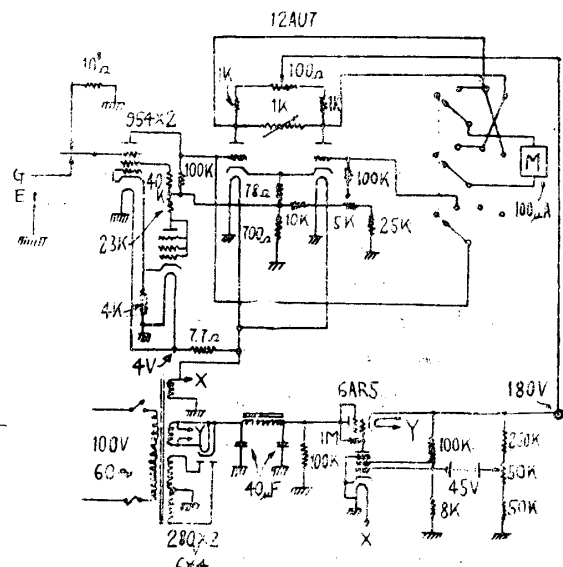 12AU7
10⁸Ω
954×2
1K
100Ω
1K
1K
M
100μA
G
E
40K
100K
78Ω
100K
10K
5K
25K
700Ω
23K
4K
4V
7.7Ω
X
Y
100V
60~
280×2
6X4
40μF
100K
6AR5
1M
Y
X
180V
100K
8K
45V
50K
50K